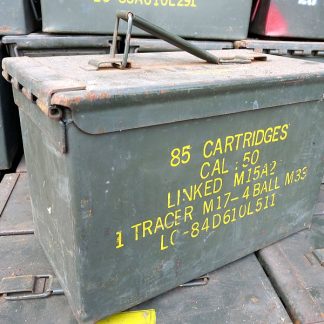 85 CARTRIDGES
CAL .50
LINKED M15A2
1 TRACER M17-4 BALL M33
LC-84D610L511